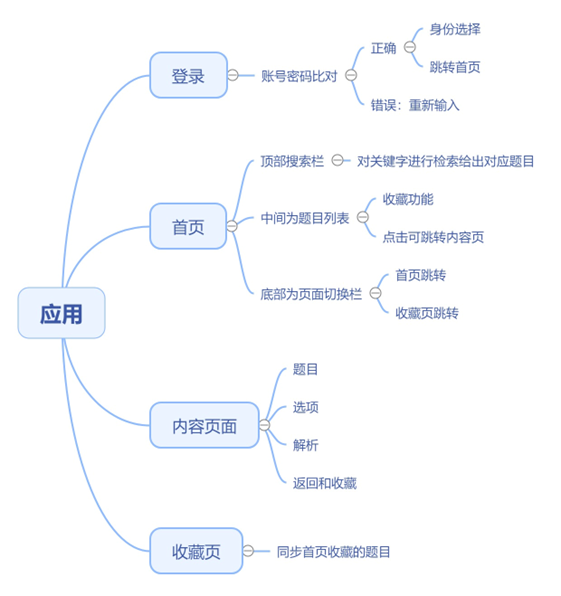 应用
登录
账号密码比对
正确
身份选择
跳转首页
错误：重新输入
首页
顶部搜索栏
对关键字进行检索给出对应题目
中间为题目列表
收藏功能
点击可跳转内容页
底部为页面切换栏
首页跳转
收藏页跳转
内容页面
题目
选项
解析
返回和收藏
收藏页
同步首页收藏的题目